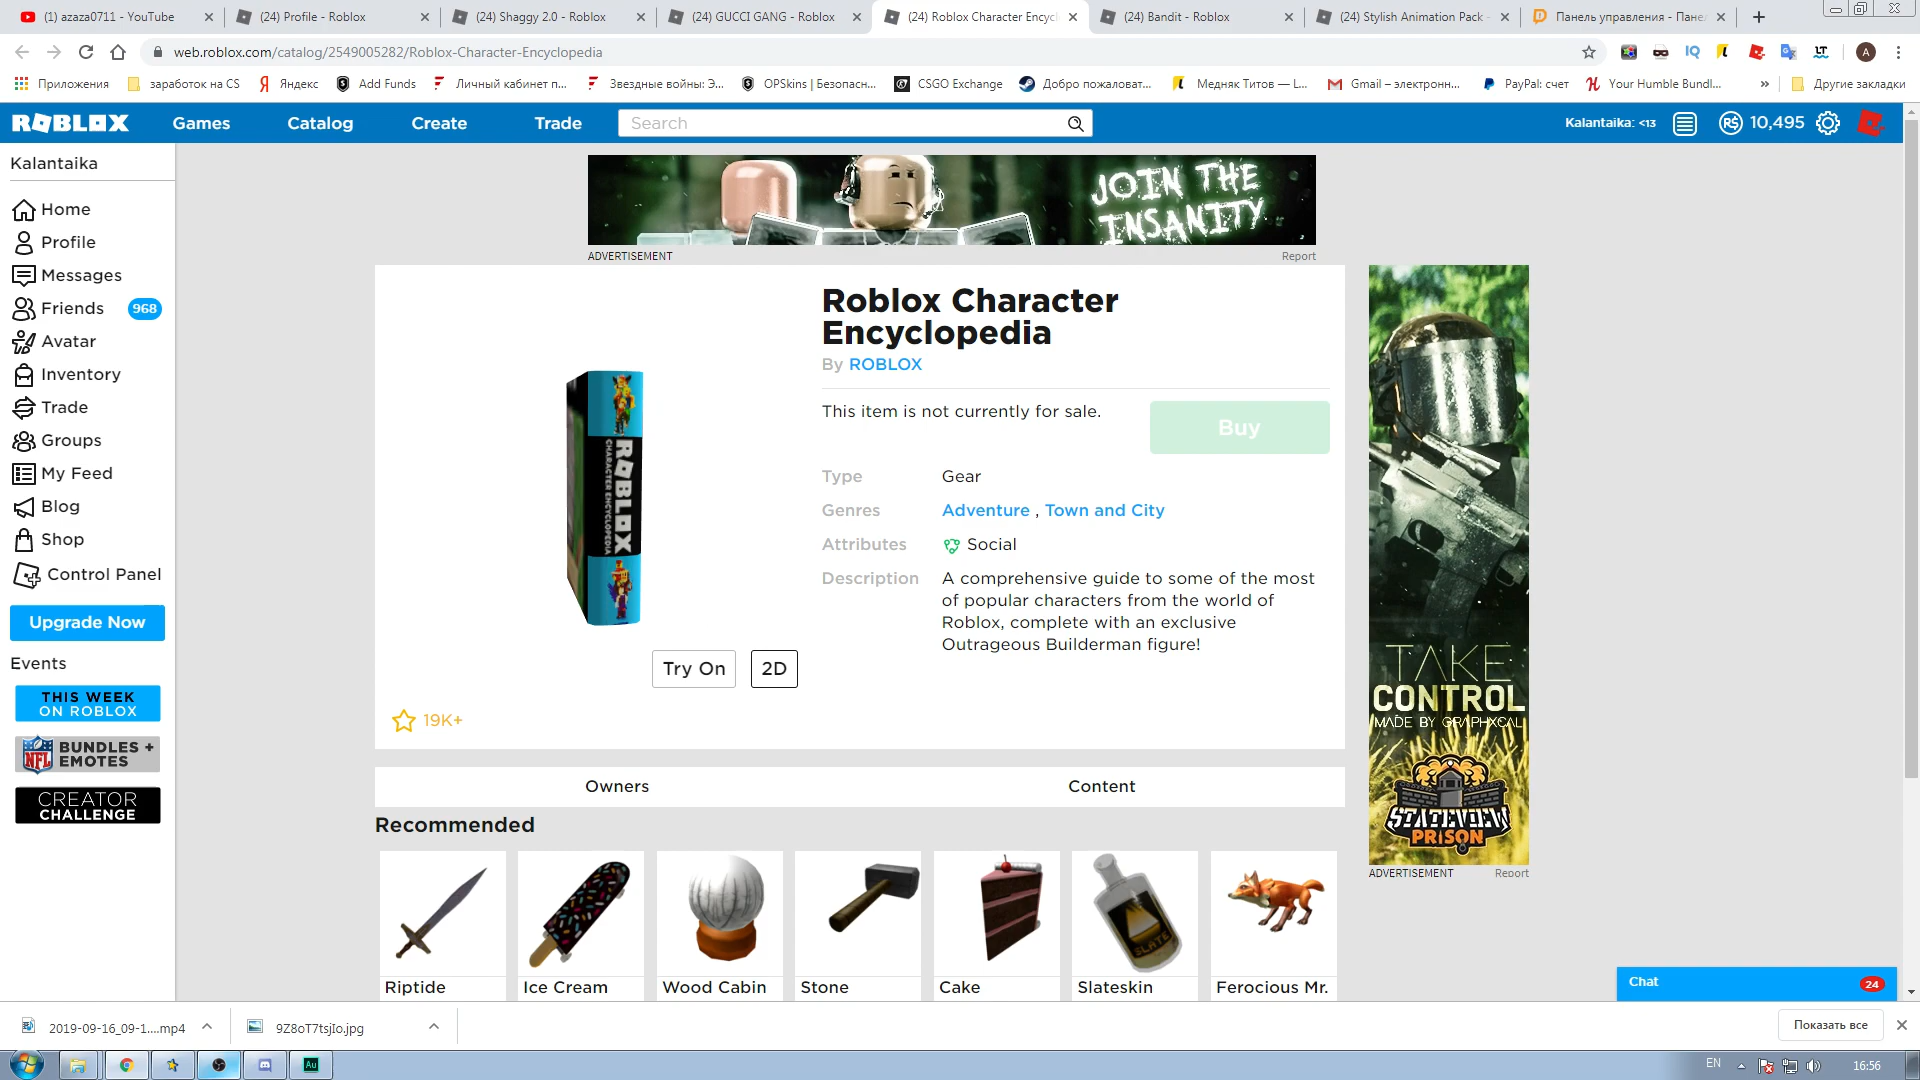 (1) azaza0711 - YouTube
(24) Profile - Roblox
(24) Shaggy 2.0 - Roblox
(24) GUCCI GANG - Roblox
(24) Roblox Character Encycl
(24) Bandit - Roblox
(24) Stylish Animation Pack -
Панель управления - Панел
web.roblox.com/catalog/2549005282/Roblox-Character-Encyclopedia
Приложения
заработок на CS
Яндекс
Add Funds
Личный кабинет п...
Звездные войны: Э...
OPSkins | Безопасн...
CSGO Exchange
Добро пожаловат...
Медняк Титов — L...
Gmail – электронн...
PayPal: счет
Your Humble Bundl...
»
Другие закладки
ROBLOX
Games
Catalog
Create
Trade
Search
Kalantaika: <13
R$ 10,495
Kalantaika
Home
Profile
Messages
Friends
968
Avatar
Inventory
Trade
Groups
My Feed
Blog
Shop
Control Panel
Upgrade Now
Events
THIS WEEK
ON ROBLOX
NFL
BUNDLES +
EMOTES
CREATOR
CHALLENGE
JOIN THE
INSANITY
ADVERTISEMENT
Report
ROBLOX
CHARACTER ENCYCLOPEDIA
Try On
2D
19K+
Roblox Character
Encyclopedia
By ROBLOX
This item is not currently for sale.
Buy
Type
Gear
Genres
Adventure , Town and City
Attributes
Social
Description
A comprehensive guide to some of the most
of popular characters from the world of
Roblox, complete with an exclusive
Outrageous Builderman figure!
TAKE
CONTROL
MADE BY GRAPHXCAL
STATEVIEW
PRISON
ADVERTISEMENT
Report
Owners
Content
Recommended
SLATE
Riptide
Ice Cream
Wood Cabin
Stone
Cake
Slateskin
Ferocious Mr.
Chat
24
2019-09-16_09-1....mp4
9Z8oT7tsjIo.jpg
Показать все
Au
EN
16:56